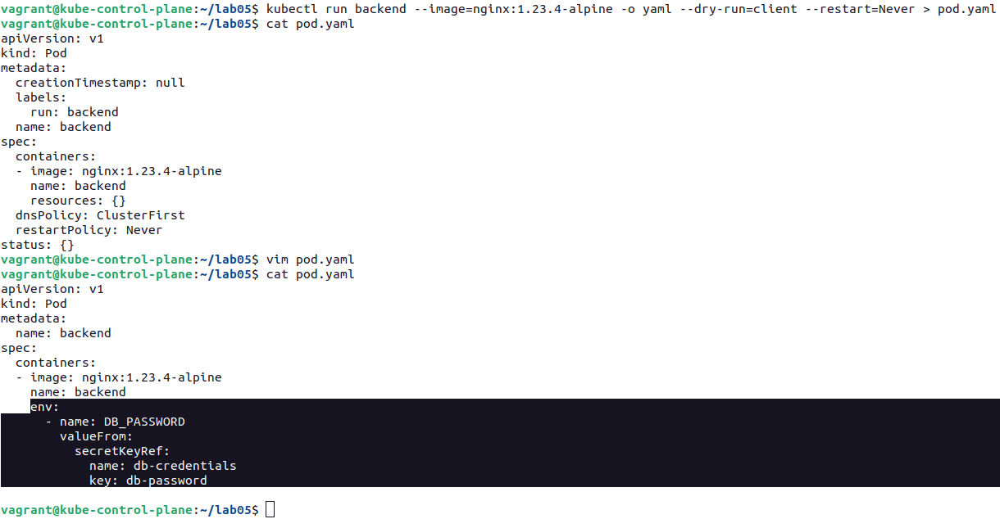 vagrant@kube-control-plane:~/lab05$ kubectl run backend --image=nginx:1.23.4-alpine -o yaml --dry-run=client --restart=Never > pod.yaml
vagrant@kube-control-plane:~/lab05$ cat pod.yaml
apiVersion: v1
kind: Pod
metadata:
  creationTimestamp: null
  labels:
    run: backend
  name: backend
spec:
  containers:
  - image: nginx:1.23.4-alpine
    name: backend
    resources: {}
  dnsPolicy: ClusterFirst
  restartPolicy: Never
status: {}
vagrant@kube-control-plane:~/lab05$ vim pod.yaml
vagrant@kube-control-plane:~/lab05$ cat pod.yaml
apiVersion: v1
kind: Pod
metadata:
  name: backend
spec:
  containers:
  - image: nginx:1.23.4-alpine
    name: backend
    env:
      - name: DB_PASSWORD
        valueFrom:
          secretKeyRef:
            name: db-credentials
            key: db-password

vagrant@kube-control-plane:~/lab05$